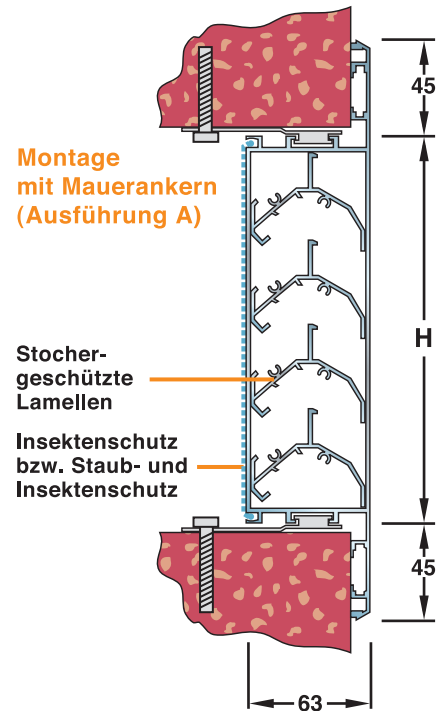 45
Montage
mit Mauerankern
(Ausführung A)
H
Stocher-
geschützte
Lamellen
Insektenschutz
bzw. Staub- und
Insektenschutz
45
63